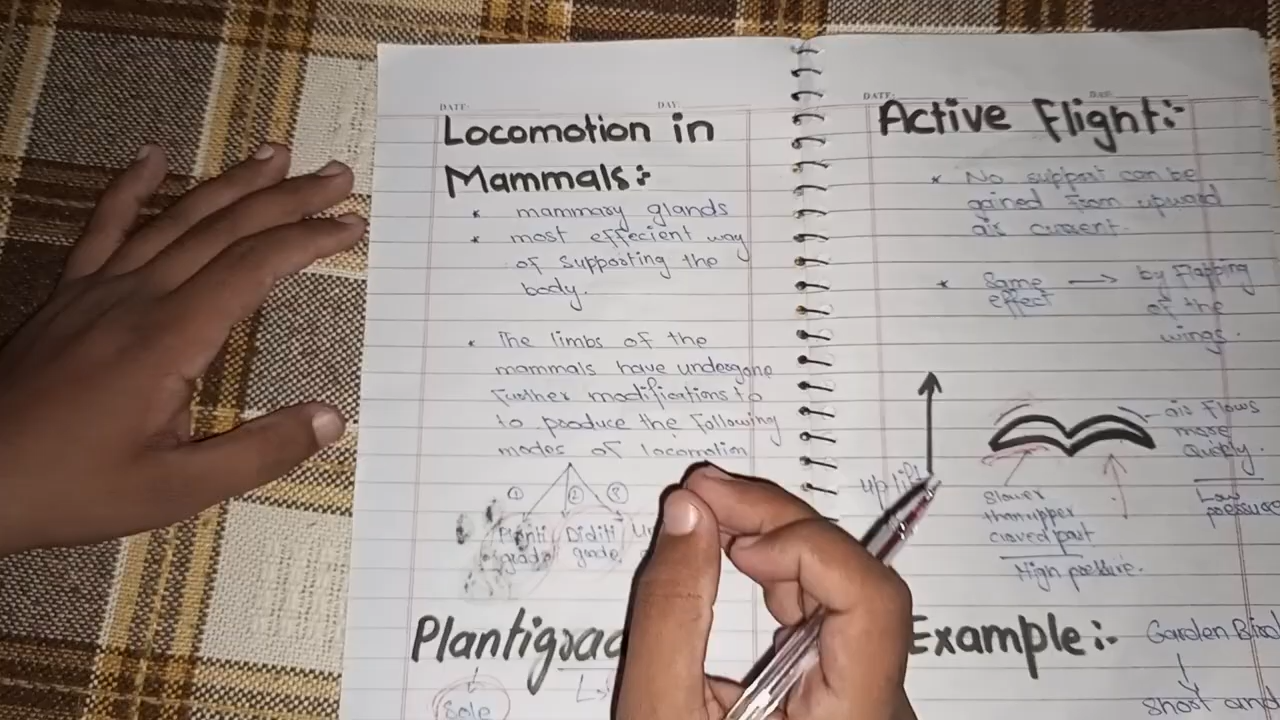 DATE:
DAY:
Locomotion in
Mammals:-
* mammary glands
* most effecient way
of supporting the
body.
* The limbs of the
mammals have undergone
further modifications to
to produce the following
modes of locomotion
① ② ③
Planti Digiti
grade grade
Sole
DATE:
DAY:
Active Flight:-
* No support can be
gained from upward
air current.
* Same effect → by flapping
of the
wings.
up lift
air flows
more
quickly.
Low
pressure
Slower
than upper
curved part
High pressure.
Example:- Garden Bird
short and